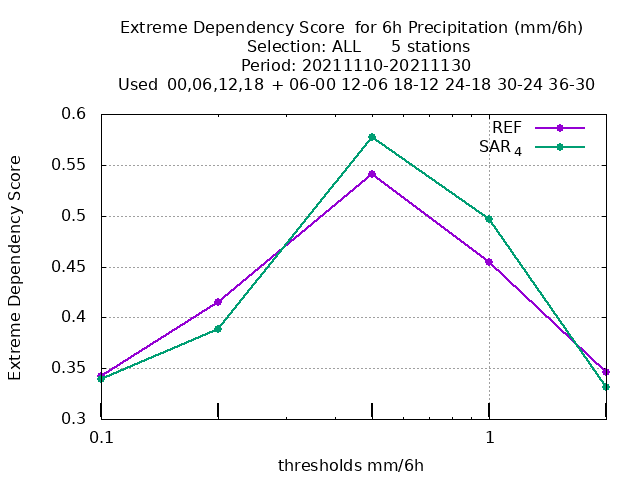 Extreme Dependency Score  for 6h Precipitation (mm/6h)
Selection: ALL      5 stations
Period: 20211110-20211130
Used  00,06,12,18  + 06-00 12-06 18-12 24-18 30-24 36-30
REF
SAR 4
0.6
0.55
0.5
0.45
0.4
0.35
0.3
Extreme Dependency Score
0.1
1
thresholds mm/6h